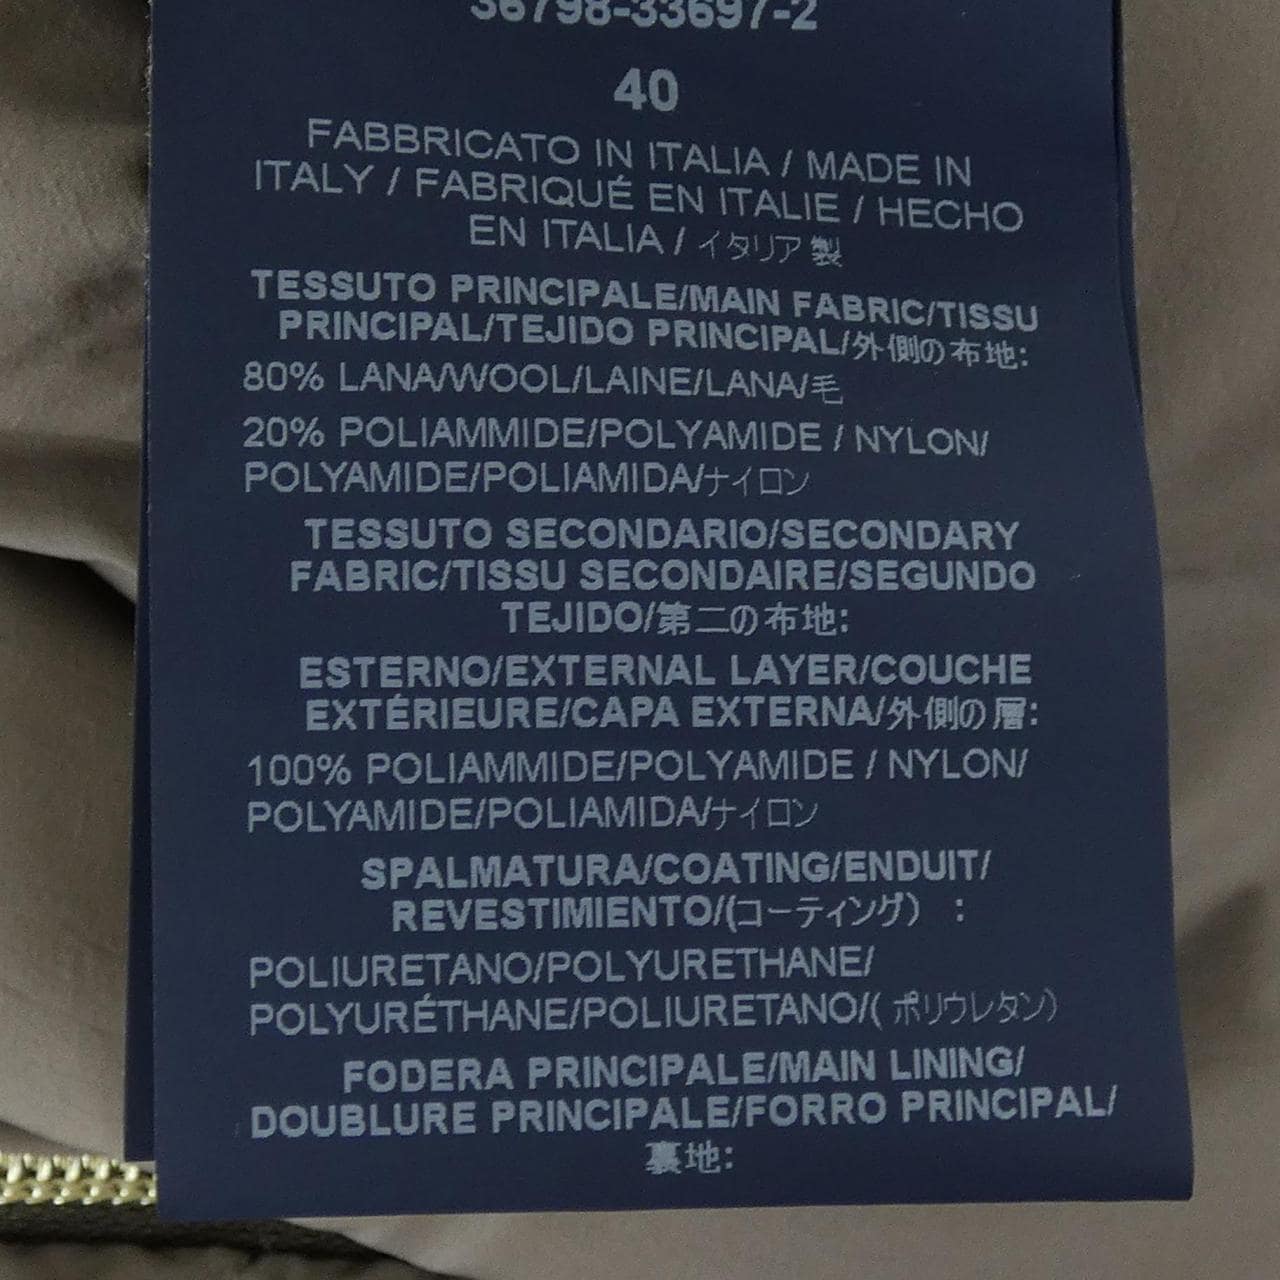 36798-33697-2
40
FABBRICATO IN ITALIA / MADE IN
ITALY / FABRIQUÉ EN ITALIE / HECHO
EN ITALIA / イタリア製
TESSUTO PRINCIPALE/MAIN FABRIC/TISSU
PRINCIPAL/TEJIDO PRINCIPAL/外側の布地:
80% LANA/WOOL/LAINE/LANA/毛
20% POLIAMMIDE/POLYAMIDE / NYLON/
POLYAMIDE/POLIAMIDA/ナイロン
TESSUTO SECONDARIO/SECONDARY
FABRIC/TISSU SECONDAIRE/SEGUNDO
TEJIDO/第二の布地:
ESTERNO/EXTERNAL LAYER/COUCHE
EXTÉRIEURE/CAPA EXTERNA/外側の層:
100% POLIAMMIDE/POLYAMIDE / NYLON/
POLYAMIDE/POLIAMIDA/ナイロン
SPALMATURA/COATING/ENDUIT/
REVESTIMIENTO/(コーティング） :
POLIURETANO/POLYURETHANE/
POLYURÉTHANE/POLIURETANO/( ポリウレタン）
FODERA PRINCIPALE/MAIN LINING/
DOUBLURE PRINCIPALE/FORRO PRINCIPAL/
裏地: